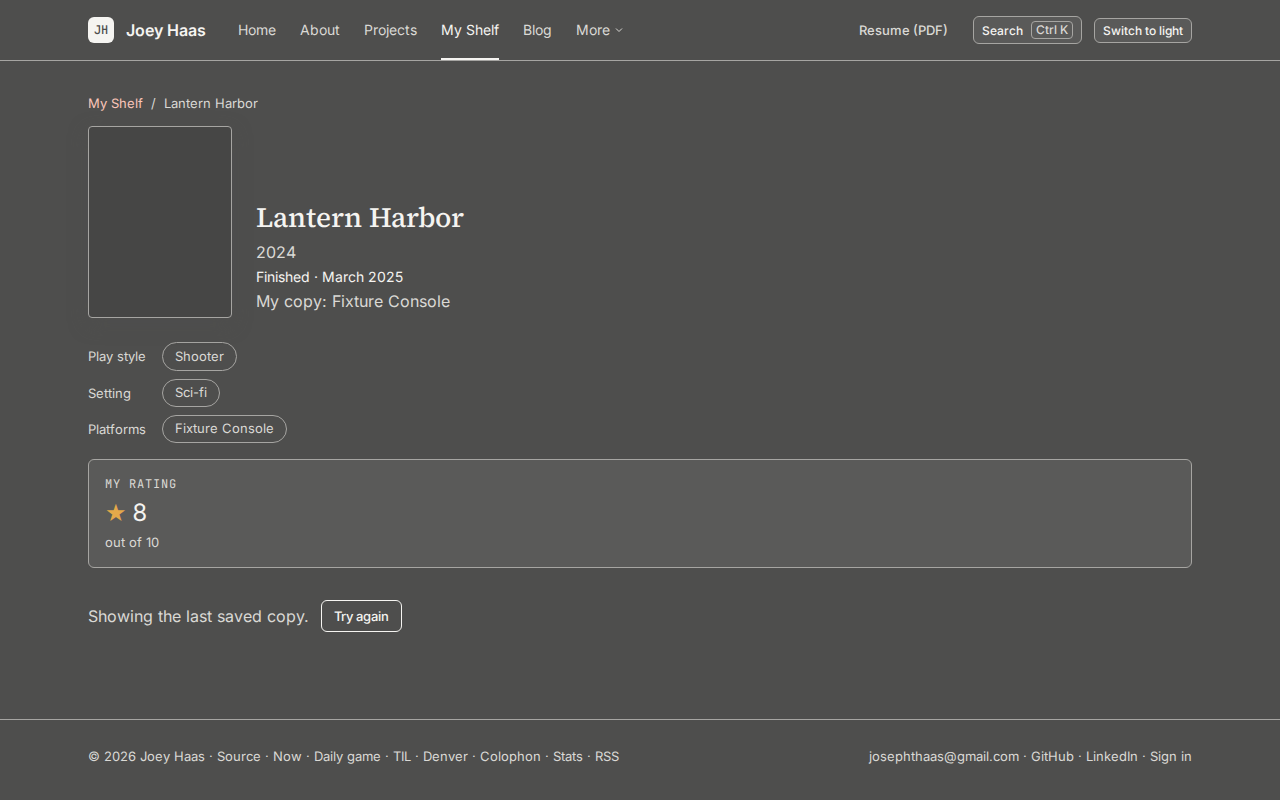 JH Joey Haas Home About Projects My Shelf Blog More Resume (PDF) Search Ctrl K Switch to light
My Shelf / Lantern Harbor
Lantern Harbor
2024
Finished · March 2025
My copy: Fixture Console
Play style Shooter
Setting Sci-fi
Platforms Fixture Console
MY RATING
★ 8
out of 10
Showing the last saved copy. Try again
© 2026 Joey Haas · Source · Now · Daily game · TIL · Denver · Colophon · Stats · RSS josephthaas@gmail.com · GitHub · LinkedIn · Sign in